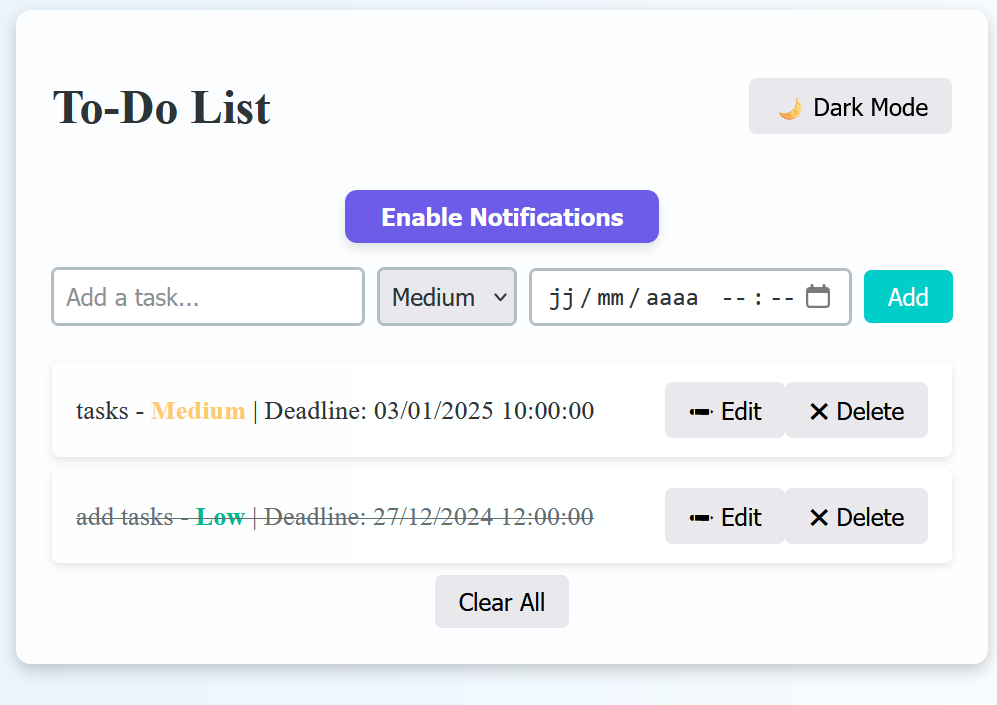 To-Do List
🌙 Dark Mode
Enable Notifications
Add a task... Medium jj/mm/aaaa --:-- Add
tasks - Medium | Deadline: 03/01/2025 10:00:00 ✏ Edit ✕ Delete
add tasks - Low | Deadline: 27/12/2024 12:00:00 ✏ Edit ✕ Delete
Clear All